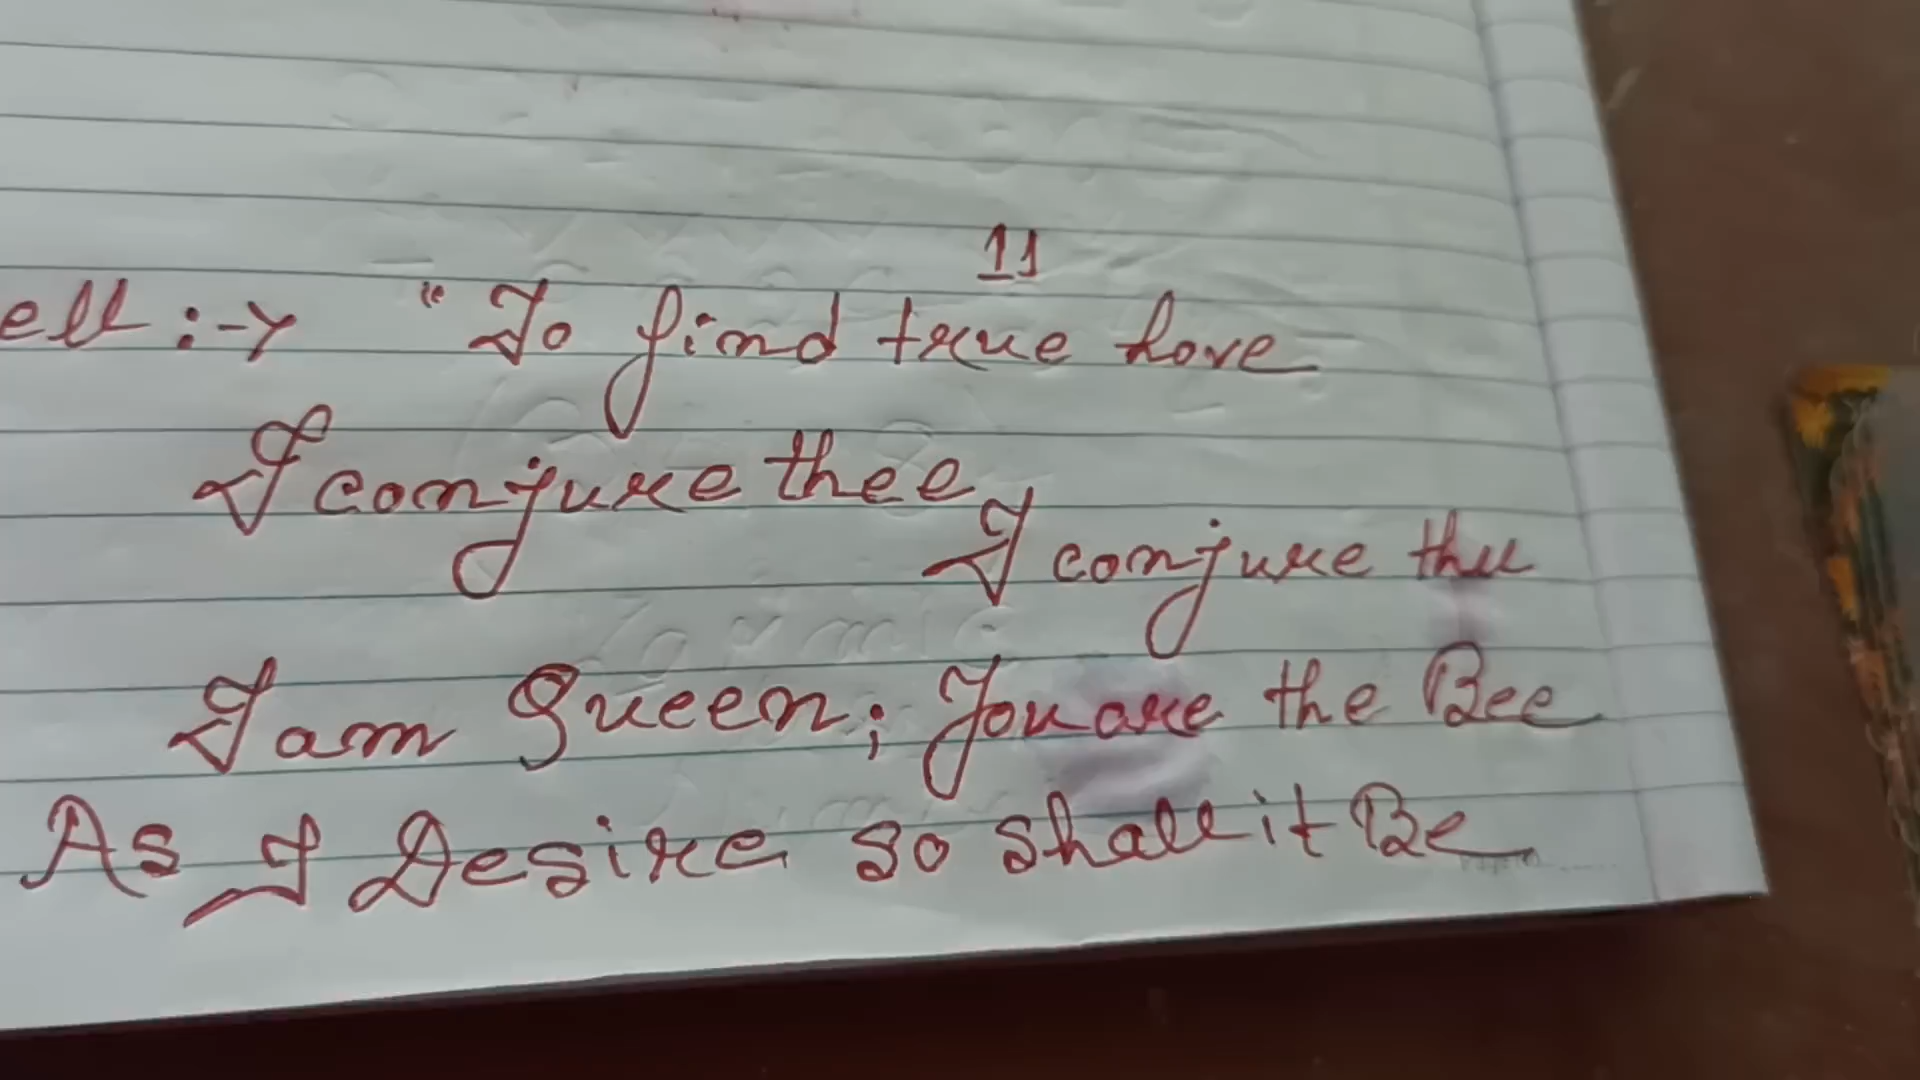 11
ell :-> "To find true love
I conjure thee
I conjure thee
I am Queen; You are the Bee
As I Desire so shall it Be